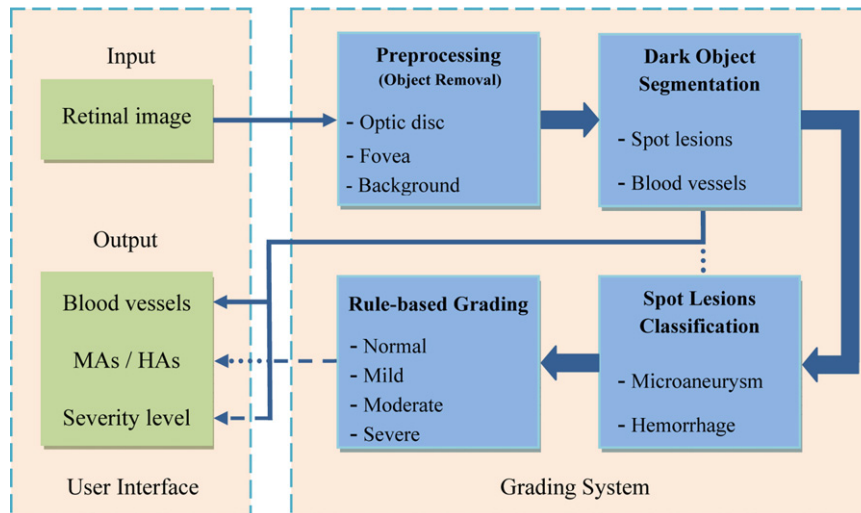 Input
Retinal image
Output
Blood vessels
MAs / HAs
Severity level
User Interface
Preprocessing
(Object Removal)
- Optic disc
- Fovea
- Background
Dark Object
Segmentation
- Spot lesions
- Blood vessels
Rule-based Grading
- Normal
- Mild
- Moderate
- Severe
Spot Lesions
Classification
- Microaneurysm
- Hemorrhage
Grading System